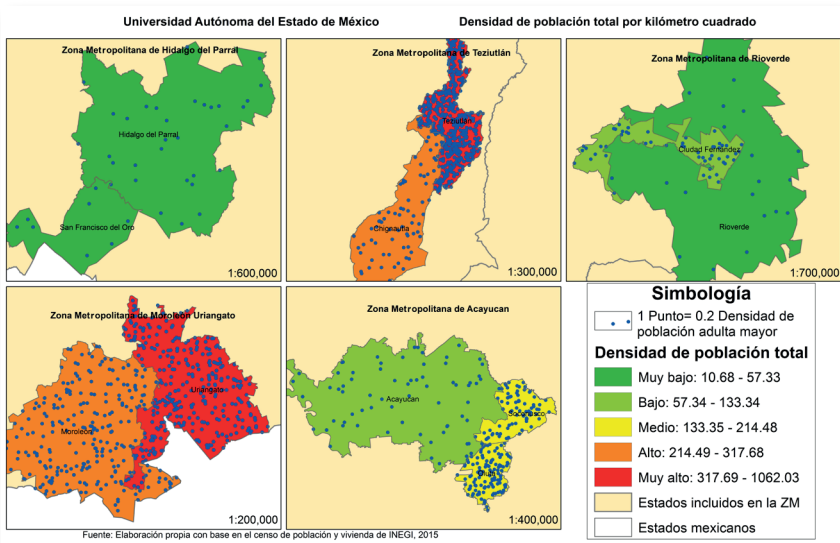 Universidad Autónoma del Estado de México
Densidad de población total por kilómetro cuadrado
Zona Metropolitana de Hidalgo del Parral
Hidalgo del Parral
San Francisco del Oro
1:600,000
Zona Metropolitana de Teziutlán
Teziutlán
Chignautla
1:300,000
Zona Metropolitana de Rioverde
Ciudad Fernández
Rioverde
1:700,000
Zona Metropolitana de Moroleón Uriangato
Uriangato
Moroleón
1:200,000
Zona Metropolitana de Acayucan
Acayucan
Soconusco
Oluta
1:400,000
Simbología
1 Punto= 0.2 Densidad de
población adulta mayor
Densidad de población total
Muy bajo: 10.68 - 57.33
Bajo: 57.34 - 133.34
Medio: 133.35 - 214.48
Alto: 214.49 - 317.68
Muy alto: 317.69 - 1062.03
Estados incluidos en la ZM
Estados mexicanos
Fuente: Elaboración propia con base en el censo de población y vivienda de INEGI, 2015